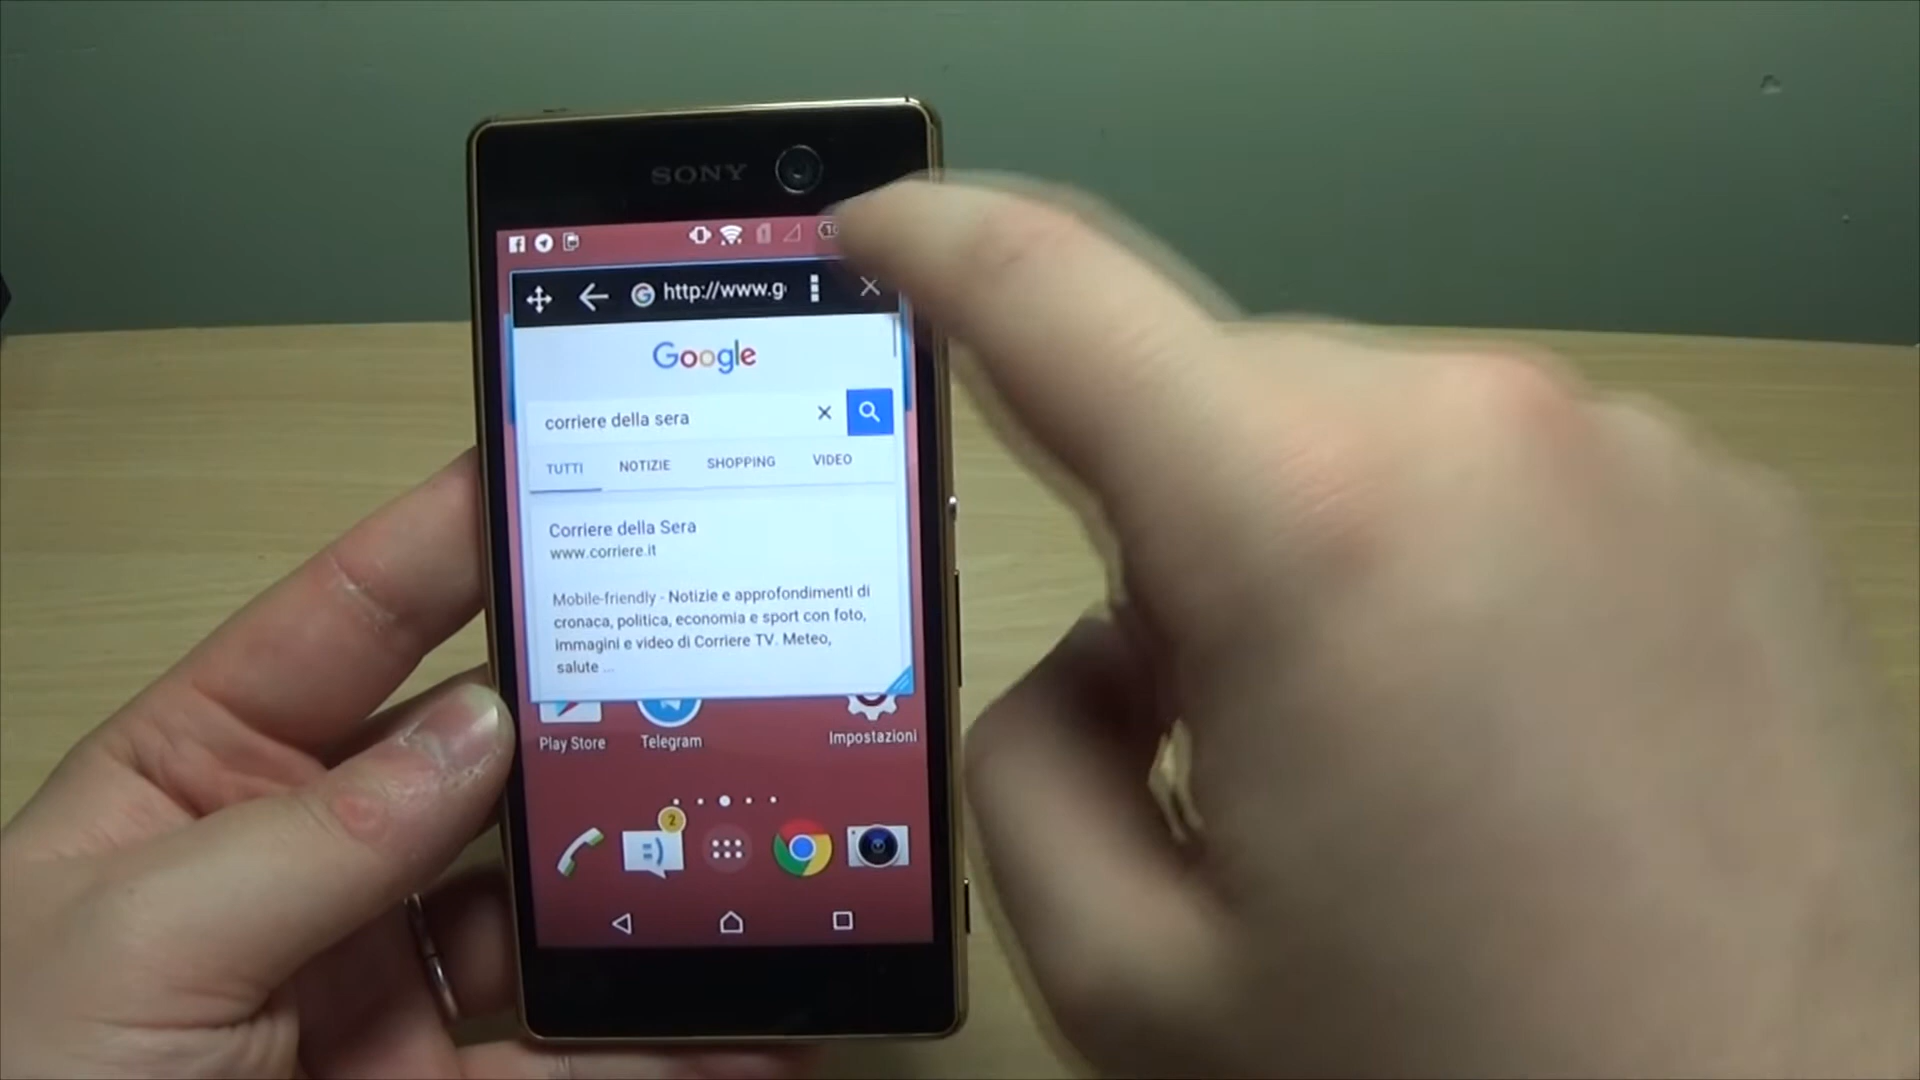 SONY
http://www.g
Google
corriere della sera
TUTTI NOTIZIE SHOPPING VIDEO
Corriere della Sera
www.corriere.it
Mobile-friendly - Notizie e approfondimenti di
cronaca, politica, economia e sport con foto,
immagini e video di Corriere TV. Meteo,
salute ...
Play Store Telegram Impostazioni
2